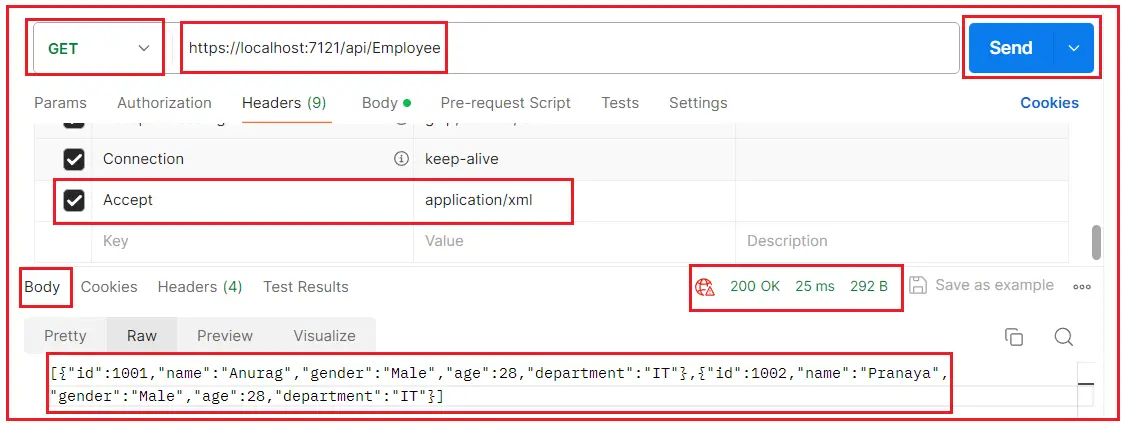 GET https://localhost:7121/api/Employee Send
Params Authorization Headers (9) Body Pre-request Script Tests Settings Cookies
Connection keep-alive
Accept application/xml
Key Value Description
Body Cookies Headers (4) Test Results 200 OK 25 ms 292 B Save as example
Pretty Raw Preview Visualize
[{"id":1001,"name":"Anurag","gender":"Male","age":28,"department":"IT"},{"id":1002,"name":"Pranaya",
"gender":"Male","age":28,"department":"IT"}]